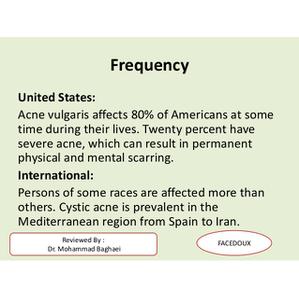 Frequency
United States:
Acne vulgaris affects 80% of Americans at some
time during their lives. Twenty percent have
severe acne, which can result in permanent
physical and mental scarring.
International:
Persons of some races are affected more than
others. Cystic acne is prevalent in the
Mediterranean region from Spain to Iran.
Reviewed By :
Dr. Mohammad Baghaei
FACEDOUX